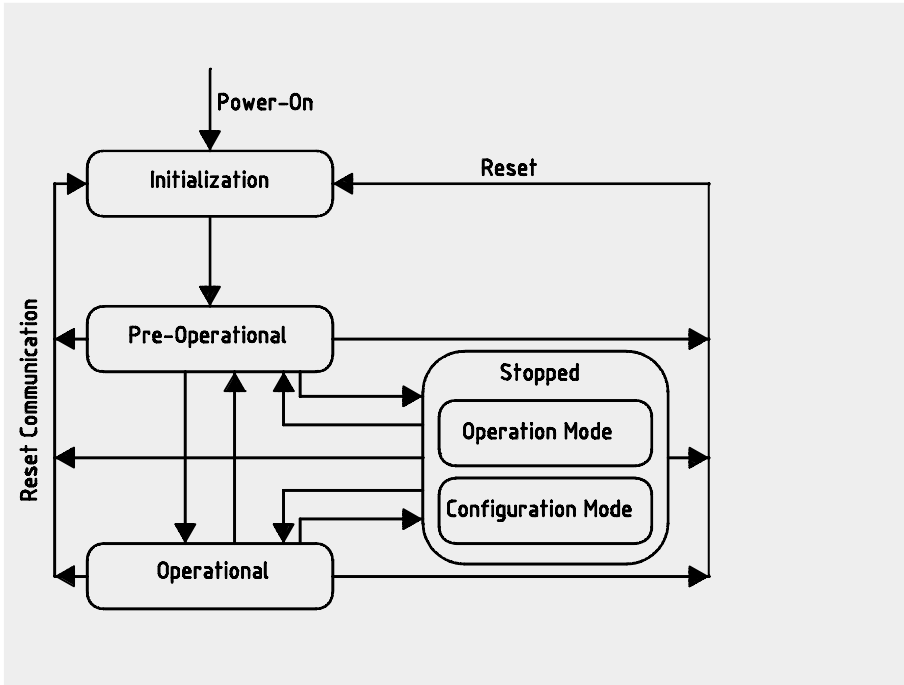 Power-On
Initialization
Reset
Reset Communication
Pre-Operational
Stopped
Operation Mode
Configuration Mode
Operational